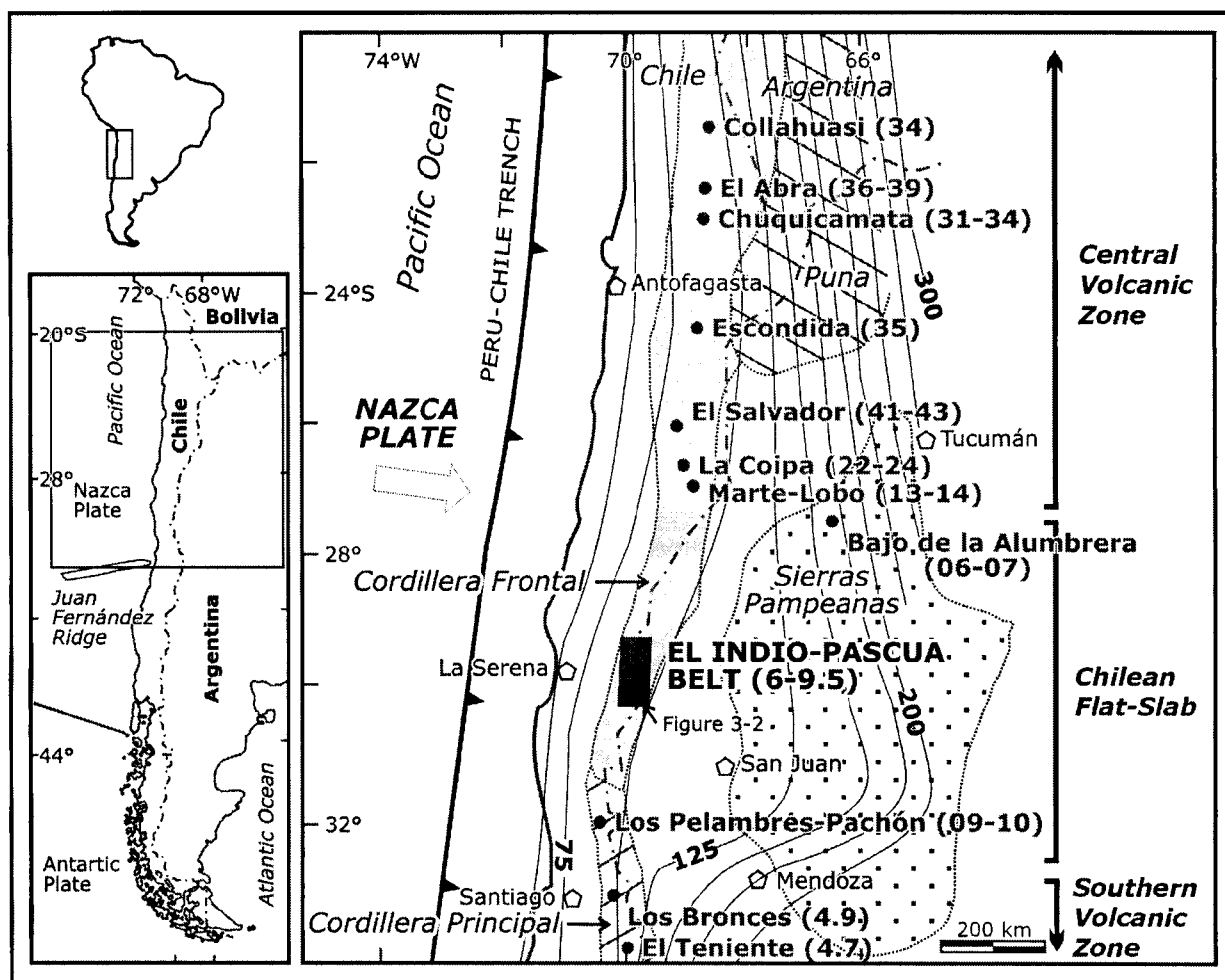 74°W
70°
66°
Chile
Argentina
Pacific Ocean
PERU-CHILE TRENCH
Collahuasi (34)
El Abra (36-39)
Chuquicamata (31-34)
Antofagasta
Puna
24°S
300
Escondida (35)
NAZCA
PLATE
El Salvador (41-43)
Tucumán
La Coipa (22-24)
Marte-Lobo (13-14)
Bajo de la Alumbrera
(06-07)
28°
Cordillera Frontal
Sierras
Pampeanas
La Serena
EL INDIO-PASCUA
BELT (6-9.5)
Figure 3-2
200
San Juan
32°
Los Pelambres-Pachón (09-10)
75
125
Mendoza
Santiago
Cordillera Principal
Los Bronces (4.9)
El Teniente (4.7)
200 km
Central
Volcanic
Zone
Chilean
Flat-Slab
Southern
Volcanic
Zone
72°
68°W
Bolivia
20°S
Pacific Ocean
Chile
28°
Nazca
Plate
Juan
Fernández
Ridge
Argentina
44°
Antartic
Plate
Atlantic Ocean